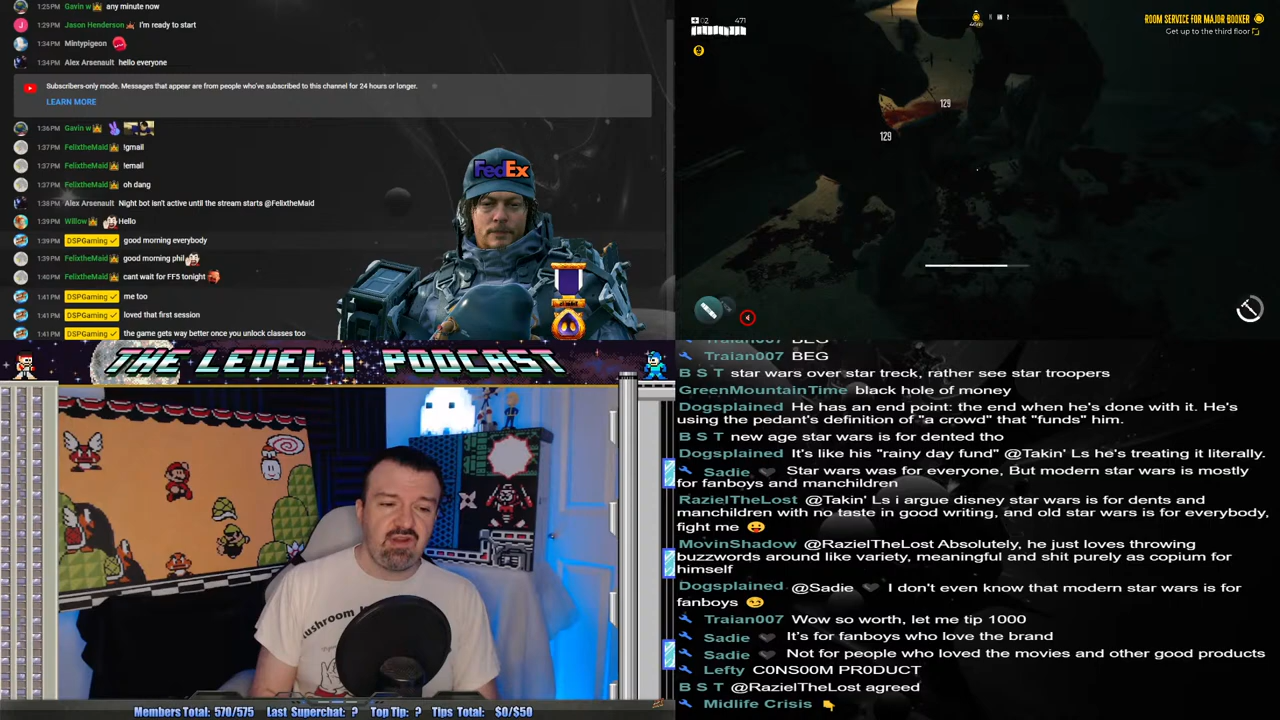 1:25PM Gavin w any minute now
1:29PM Jason Henderson I'm ready to start
1:34PM Mintypigeon
1:34PM Alex Arsenault hello everyone
Subscribers-only mode. Messages that appear are from people who've subscribed to this channel for 24 hours or longer.
LEARN MORE
1:36PM Gavin w
1:37PM FelixtheMaid !gmail
1:37PM FelixtheMaid !email
1:37PM FelixtheMaid oh dang
1:38PM Alex Arsenault Night bot isn't active until the stream starts @FelixtheMaid
1:39PM Willow Hello
1:39PM DSPGaming good morning everybody
1:39PM FelixtheMaid good morning phil
1:40PM FelixtheMaid cant wait for FF5 tonight
1:41PM DSPGaming me too
1:41PM DSPGaming loved that first session
1:41PM DSPGaming the game gets way better once you unlock classes too
FedEx
02 471
ROOM SERVICE FOR MAJOR BOOKER
Get up to the third floor
129
129
THE LEVEL 1 PODCAST
Mushroom
Members Total: 570/575 Last Superchat: ? Top Tip: ? Tips Total: $0/$50
Traian007 BEG
Traian007 BEG
B S T star wars over star treck, rather see star troopers
GreenMountainTime black hole of money
Dogsplained He has an end point: the end when he's done with it. He's
using the pedant's definition of "a crowd" that "funds" him.
B S T new age star wars is for dented tho
Dogsplained It's like his "rainy day fund" @Takin' Ls he's treating it literally.
Sadie Star wars was for everyone, But modern star wars is mostly
for fanboys and manchildren
RazielTheLost @Takin' Ls i argue disney star wars is for dents and
manchildren with no taste in good writing, and old star wars is for everybody,
fight me
MovinShadow @RazielTheLost Absolutely, he just loves throwing
buzzwords around like variety, meaningful and shit purely as copium for
himself
Dogsplained @Sadie I don't even know that modern star wars is for
fanboys
Traian007 Wow so worth, let me tip 1000
Sadie It's for fanboys who love the brand
Sadie Not for people who loved the movies and other good products
Lefty C0NS00M PR0DUCT
B S T @RazielTheLost agreed
Midlife Crisis